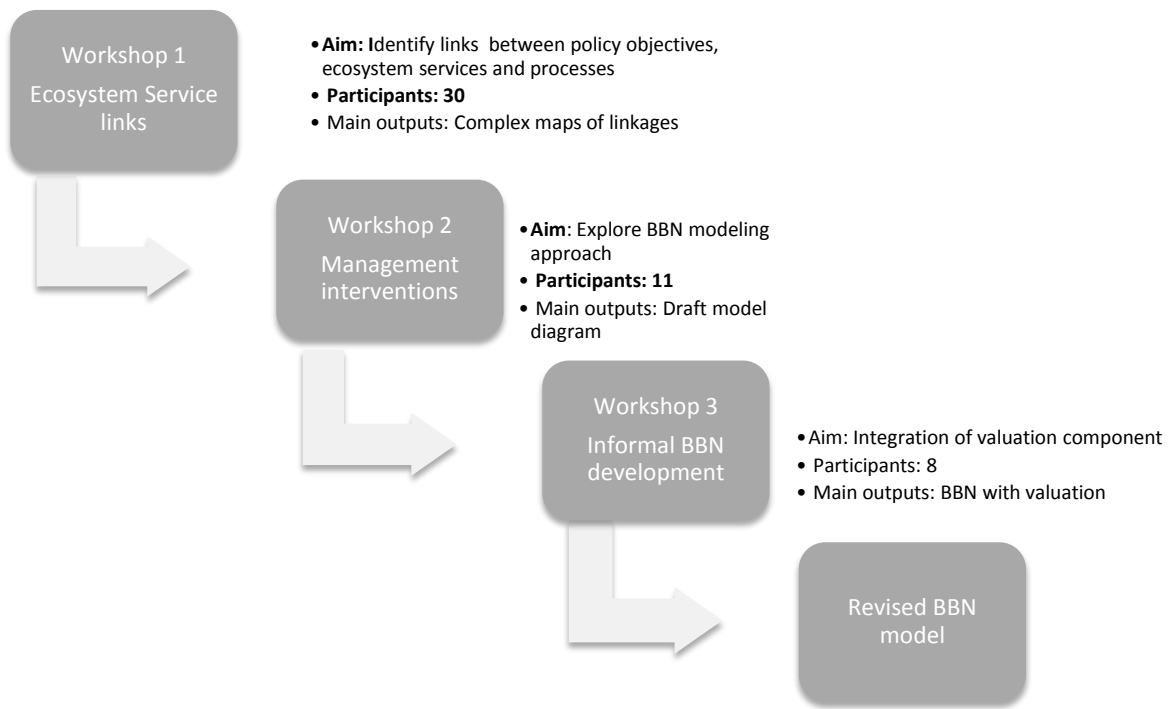 Workshop 1
Ecosystem Service
links
•Aim: Identify links between policy objectives,
ecosystem services and processes
• Participants: 30
• Main outputs: Complex maps of linkages
Workshop 2
Management
interventions
•Aim: Explore BBN modeling
approach
• Participants: 11
• Main outputs: Draft model
diagram
Workshop 3
Informal BBN
development
•Aim: Integration of valuation component
• Participants: 8
• Main outputs: BBN with valuation
Revised BBN
model